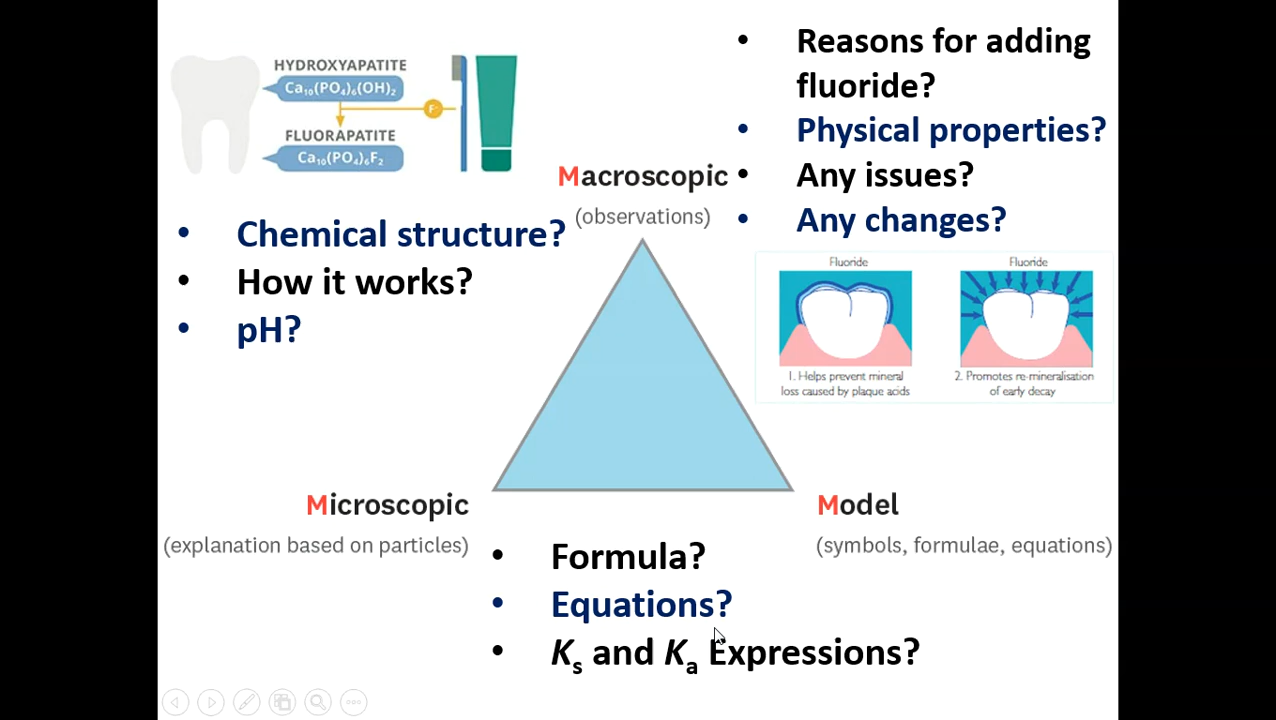 HYDROXYAPATITE
Ca₁₀(PO₄)₆(OH)₂
F⁻
FLUORAPATITE
Ca₁₀(PO₄)₆F₂
• Reasons for adding
fluoride?
• Physical properties?
• Any issues?
• Any changes?
Macroscopic
(observations)
• Chemical structure?
• How it works?
• pH?
Fluoride
1. Helps prevent mineral
loss caused by plaque acids
Fluoride
2. Promotes re-mineralisation
of early decay
Microscopic
(explanation based on particles)
Model
(symbols, formulae, equations)
• Formula?
• Equations?
• Kₛ and Kₐ Expressions?